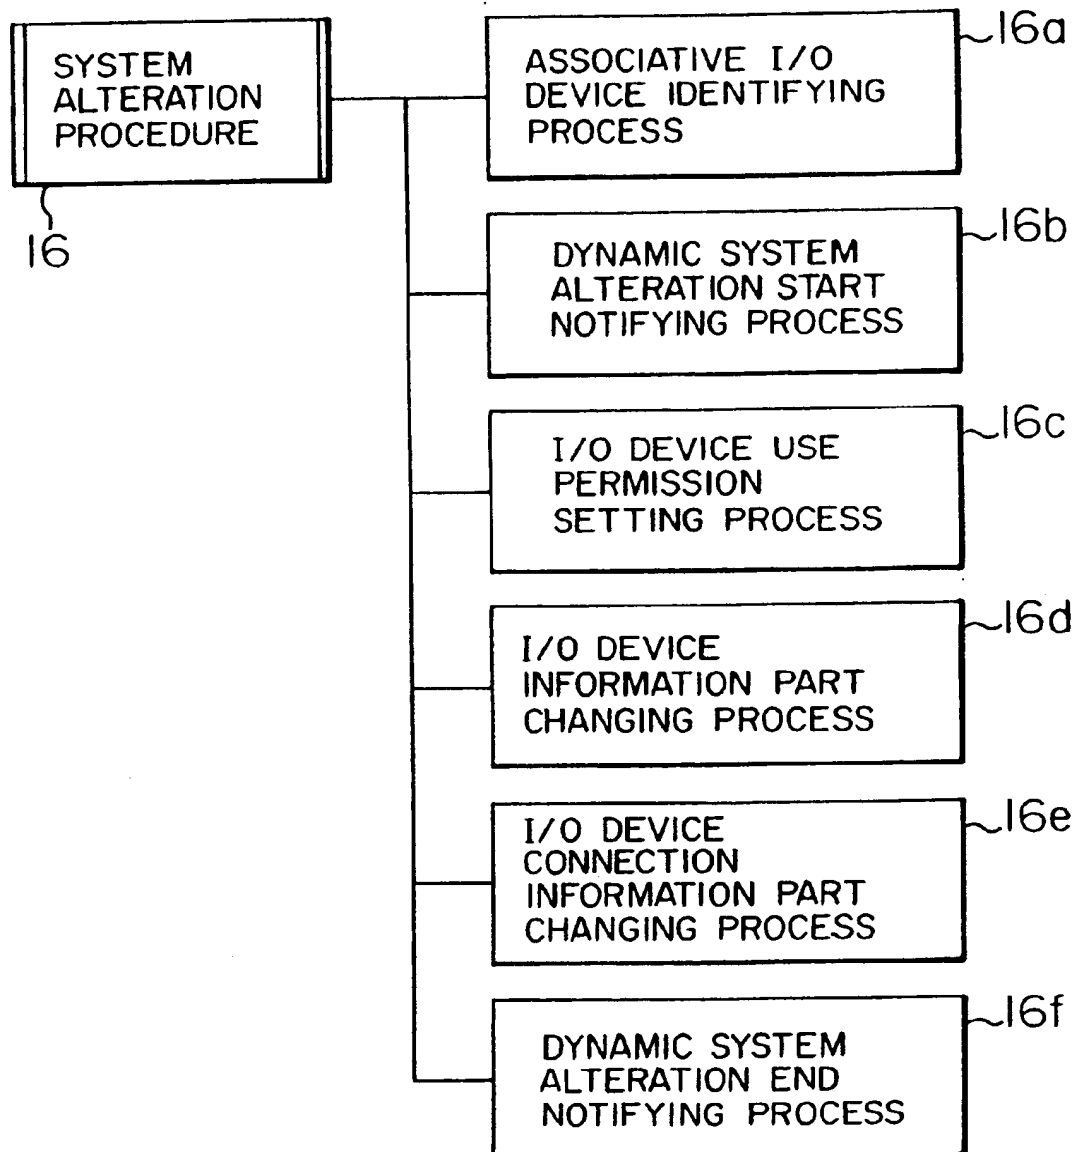 SYSTEM
ALTERATION
PROCEDURE
16
ASSOCIATIVE I/O
DEVICE IDENTIFYING
PROCESS
16a
DYNAMIC SYSTEM
ALTERATION START
NOTIFYING PROCESS
16b
I/O DEVICE USE
PERMISSION
SETTING PROCESS
16c
I/O DEVICE
INFORMATION PART
CHANGING PROCESS
16d
I/O DEVICE
CONNECTION
INFORMATION PART
CHANGING PROCESS
16e
DYNAMIC SYSTEM
ALTERATION END
NOTIFYING PROCESS
16f